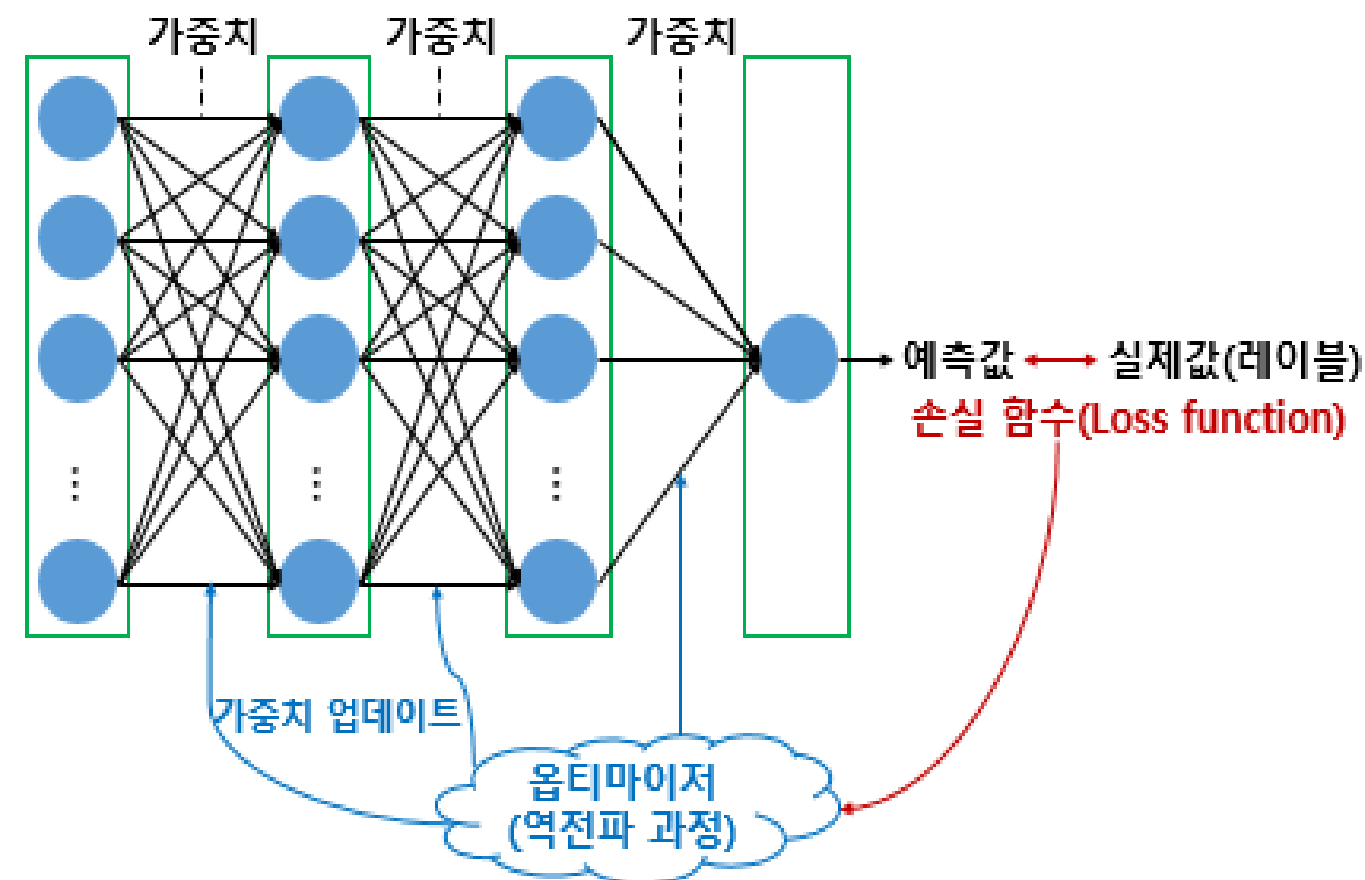 가중치
가중치
가중치
예측값
실제값(레이블)
손실 함수(Loss function)
가중치 업데이트
옵티마이저
(역전파 과정)